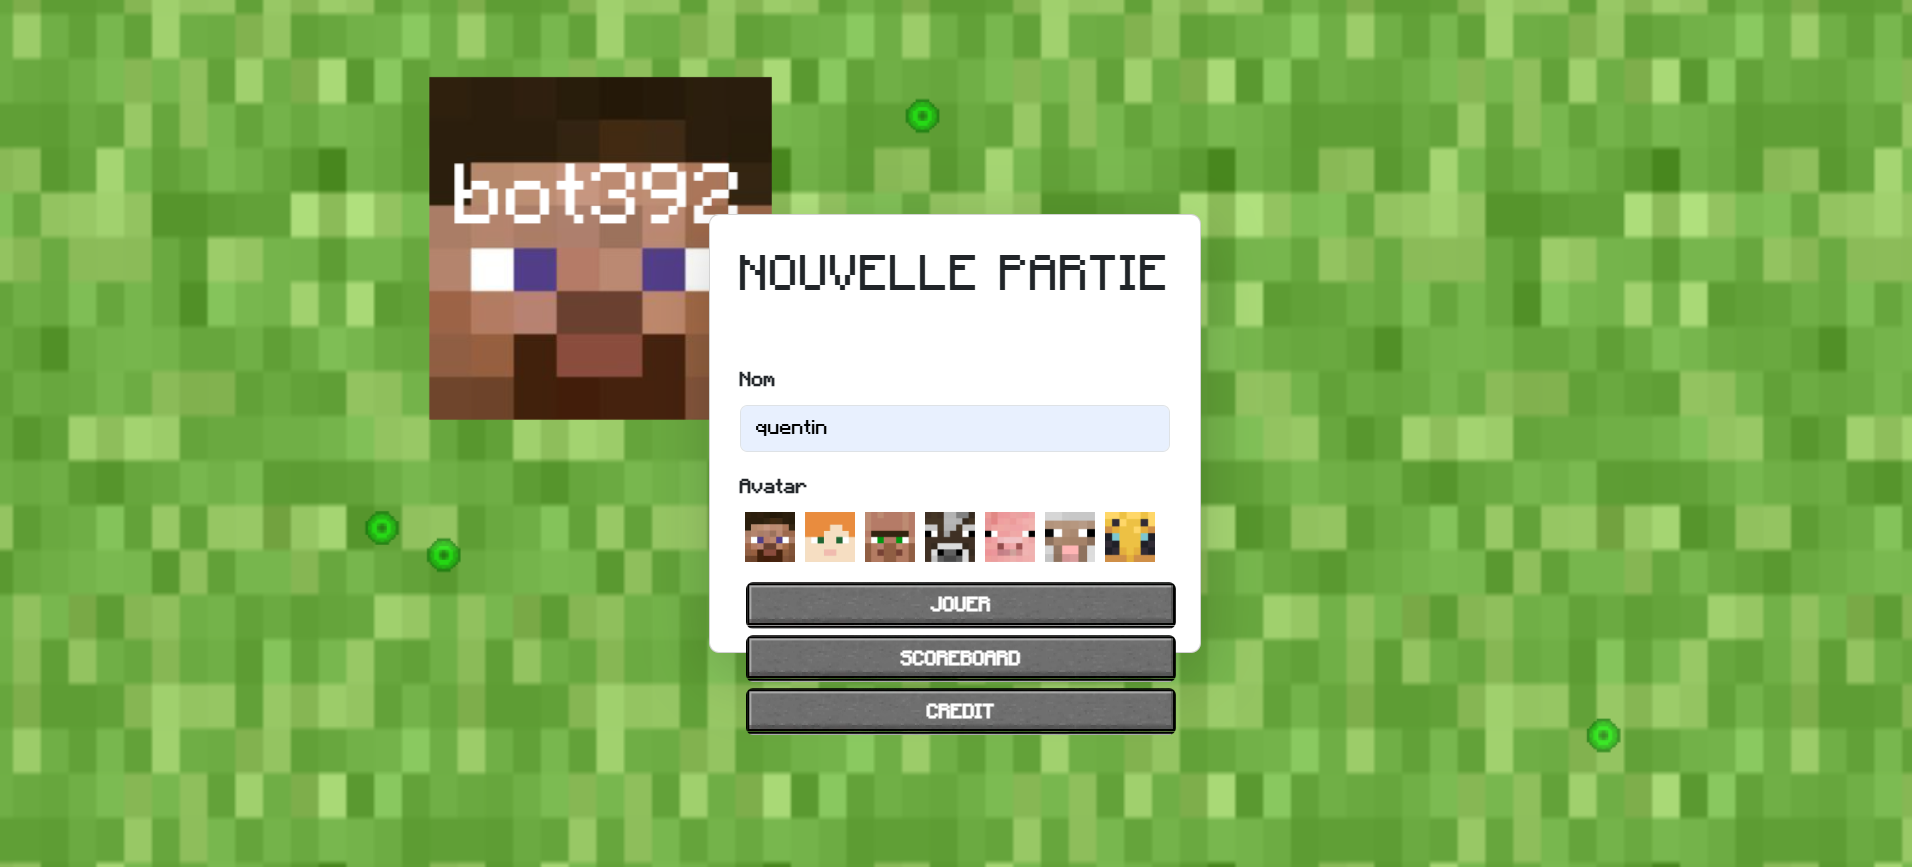 bot392
NOUVELLE PARTIE
Nom
quentin
Avatar
JOUER
SCOREBOARD
CREDIT